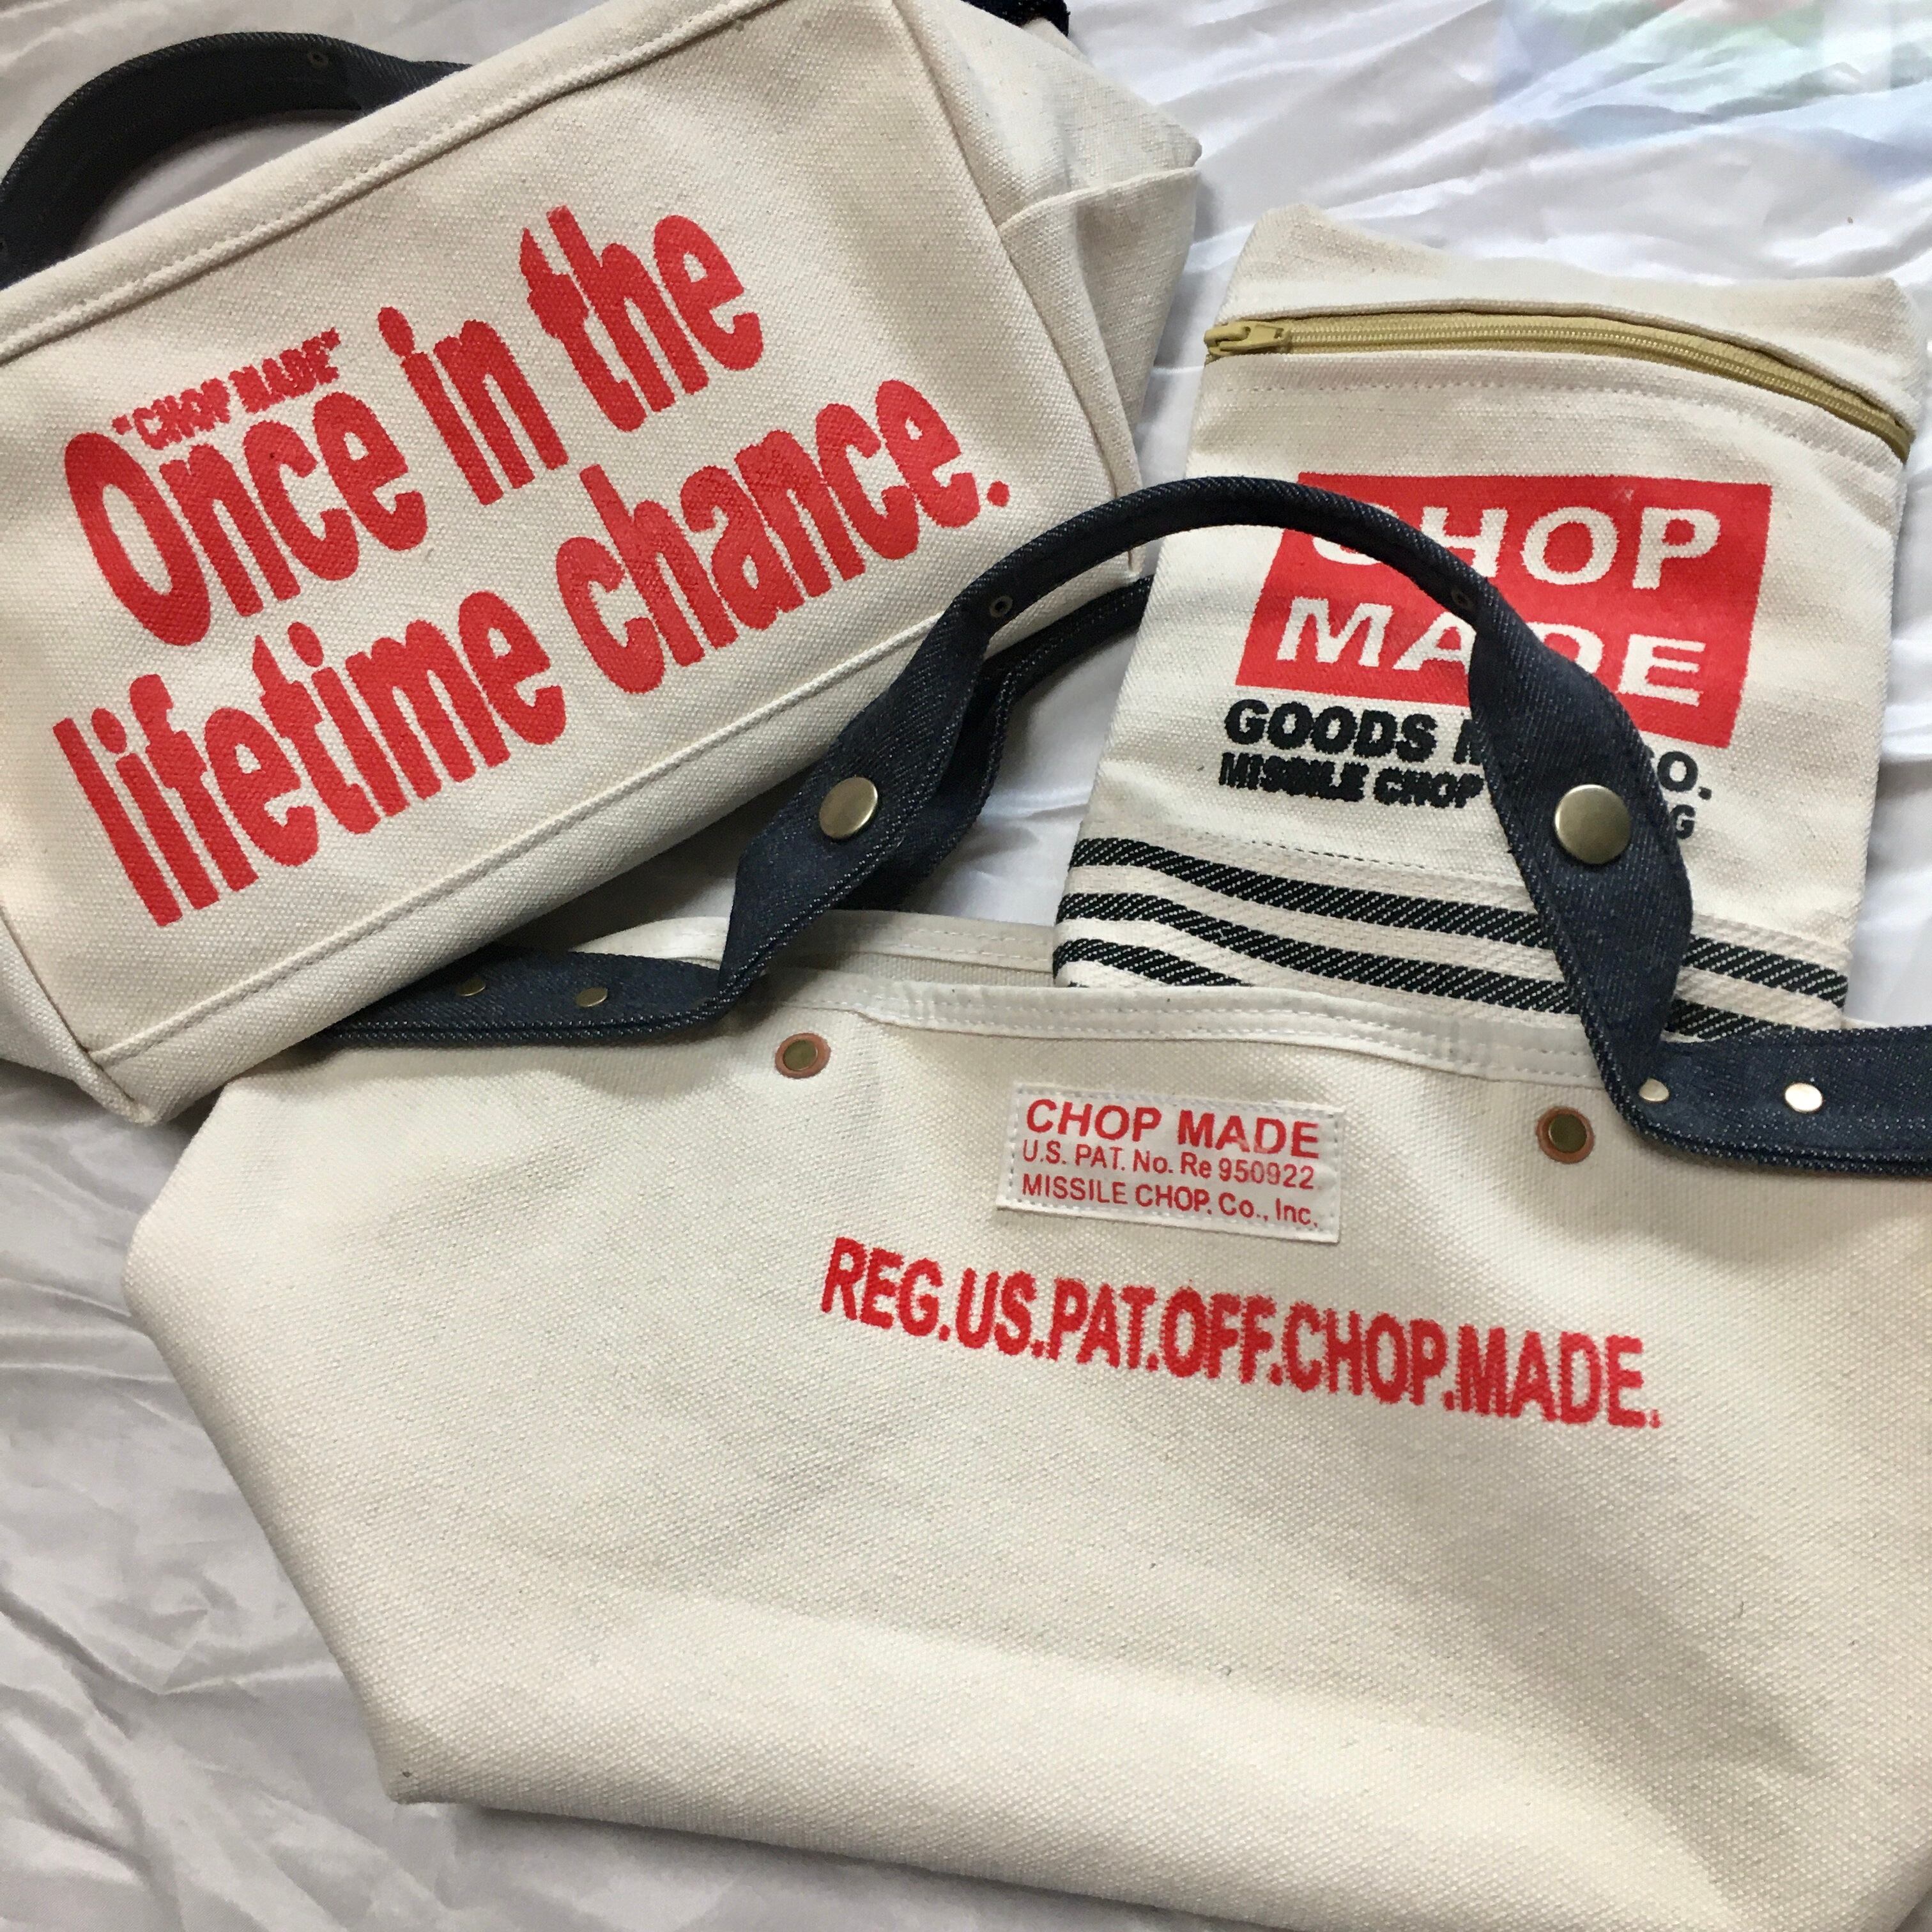 "CHOP MADE"
Once in the
lifetime chance.
CHOP
MADE
GOODS
MISSILE CHOP
CHOP MADE
U.S. PAT. No. Re 950922
MISSILE CHOP. Co., Inc.
REG.US.PAT.OFF.CHOP.MADE.